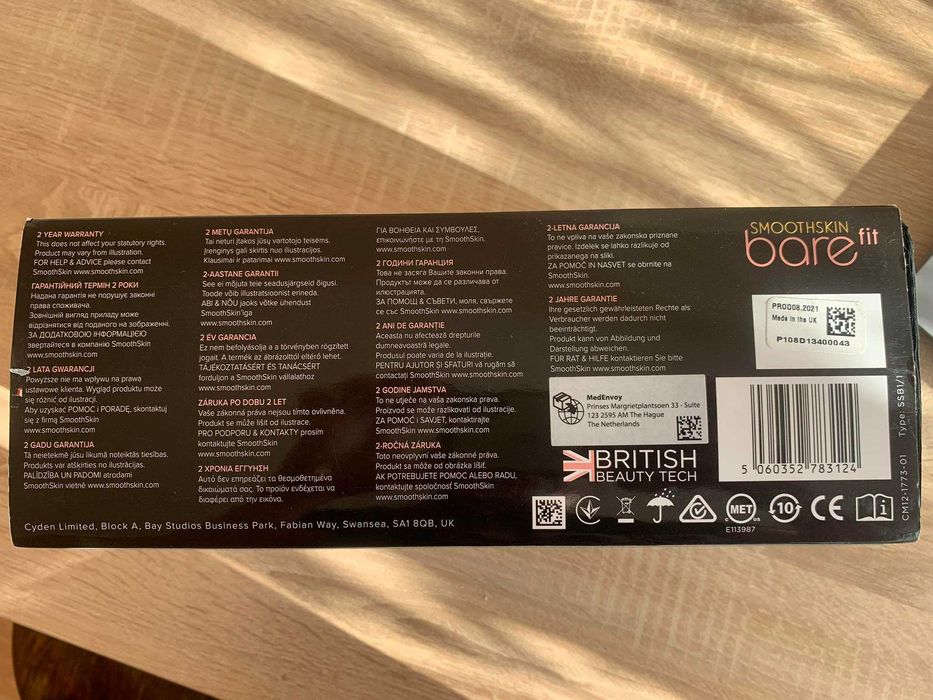 2 YEAR WARRANTY
This does not affect your statutory rights.
Product may vary from illustration.
FOR HELP & ADVICE please contact
SmoothSkin www.smoothskin.com
ГАРАНТІЙНИЙ ТЕРМІН 2 РОКИ
Надана гарантія не порушує законні
права споживача.
Зовнішній вигляд приладу може
відрізнятися від поданого на зображенні.
ЗА ДОДАТКОВОЮ ІНФОРМАЦІЄЮ
звертайтеся в компанію SmoothSkin
www.smoothskin.com
2 LATA GWARANCJI
Powyższe nie ma wpływu na prawa
ustawowe klienta. Wygląd produktu może
się różnić od ilustracji.
Aby uzyskać POMOC i PORADĘ, skontaktuj
się z firmą SmoothSkin
www.smoothskin.com
2 GADU GARANTIJA
Tā neietekmē jūsu likumā noteiktās tiesības.
Produkts var atšķirties no ilustrācijas.
PALĪDZĪBA UN PADOMI atrodami
SmoothSkin vietnē www.smoothskin.com
2 METŲ GARANTIJA
Tai neturi įtakos jūsų vartotojo teisėms.
Įrenginys gali skirtis nuo iliustracijos.
Klausimai ir patarimai www.smoothskin.com
2-AASTANE GARANTII
See ei mõjuta teie seadusjärgseid õigusi.
Toode võib illustratsioonist erineda.
ABI & NÕU jaoks võtke ühendust
SmoothSkin'iga
www.smoothskin.com
2 ÉV GARANCIA
Ez nem befolyásolja a a törvényben rögzített
jogait. A termék az ábrázolttól eltérő lehet.
TÁJÉKOZTATÁSÉRT ÉS TANÁCSÉRT
forduljon a SmoothSkin vállalathoz
www.smoothskin.com
ZÁRUKA PO DOBU 2 LET
Vaše zákonná práva nejsou tímto ovlivněna.
Produkt se může lišit od ilustrace.
PRO PODPORU & KONTAKTY prosím
kontaktujte SmoothSkin
www.smoothskin.com
2 ΧΡΟΝΙΑ ΕΓΓΥΗΣΗ
Αυτό δεν επηρεάζει τα θεσμοθετημένα
δικαιώματά σας. Το προϊόν ενδέχεται να
διαφέρει από την εικόνα.
ΓΙΑ ΒΟΗΘΕΙΑ ΚΑΙ ΣΥΜΒΟΥΛΕΣ,
επικοινωνήστε με τη SmoothSkin.
www.smoothskin.com
2 ГОДИНИ ГАРАНЦИЯ
Това не засяга Вашите законни права.
Продуктът може да се различава от
илюстрацията.
ЗА ПОМОЩ & СЪВЕТИ, моля, свържете
се със SmoothSkin www.smoothskin.com
2 ANI DE GARANȚIE
Aceasta nu afectează drepturile
dumneavoastră legale.
Produsul poate varia de la ilustrație.
PENTRU AJUTOR ȘI SFATURI vă rugăm să
contactați SmoothSkin www.smoothskin.com
2 GODINE JAMSTVA
To ne utječe na vaša zakonska prava.
Proizvod se može razlikovati od ilustracije.
ZA POMOĆ i SAVJET, kontaktirajte
SmoothSkin www.smoothskin.com
2-ROČNÁ ZÁRUKA
Toto neovplyvní vaše zákonné práva.
Produkt sa môže od obrázka líšiť.
AK POTREBUJETE POMOC ALEBO RADU,
kontaktujte spoločnosť SmoothSkin
www.smoothskin.com
2-LETNA GARANCIJA
To ne vpliva na vaše zakonsko priznane
pravice. Izdelek se lahko razlikuje od
prikazanega na sliki.
ZA POMOČ IN NASVET se obrnite na
SmoothSkin.
www.smoothskin.com
2 JAHRE GARANTIE
Ihre gesetzlich gewährleisteten Rechte als
Verbraucher werden dadurch nicht
beeinträchtigt.
Produkt kann von Abbildung und
Darstellung abweichen.
FÜR RAT & HILFE kontaktieren Sie bitte
SmoothSkin www.smoothskin.com
MedEnvoy
Prinses Margrietplantsoen 33 - Suite
123 2595 AM The Hague
The Netherlands
BRITISH
BEAUTY TECH
SMOOTHSKIN
bare fit
PROD08.2021
Made in the UK
P108D13400043
5 060352 783124
CM12-1773-01 Type: SSB1/1
MET
C US
E113987
10
CE
Cyden Limited, Block A, Bay Studios Business Park, Fabian Way, Swansea, SA1 8QB, UK